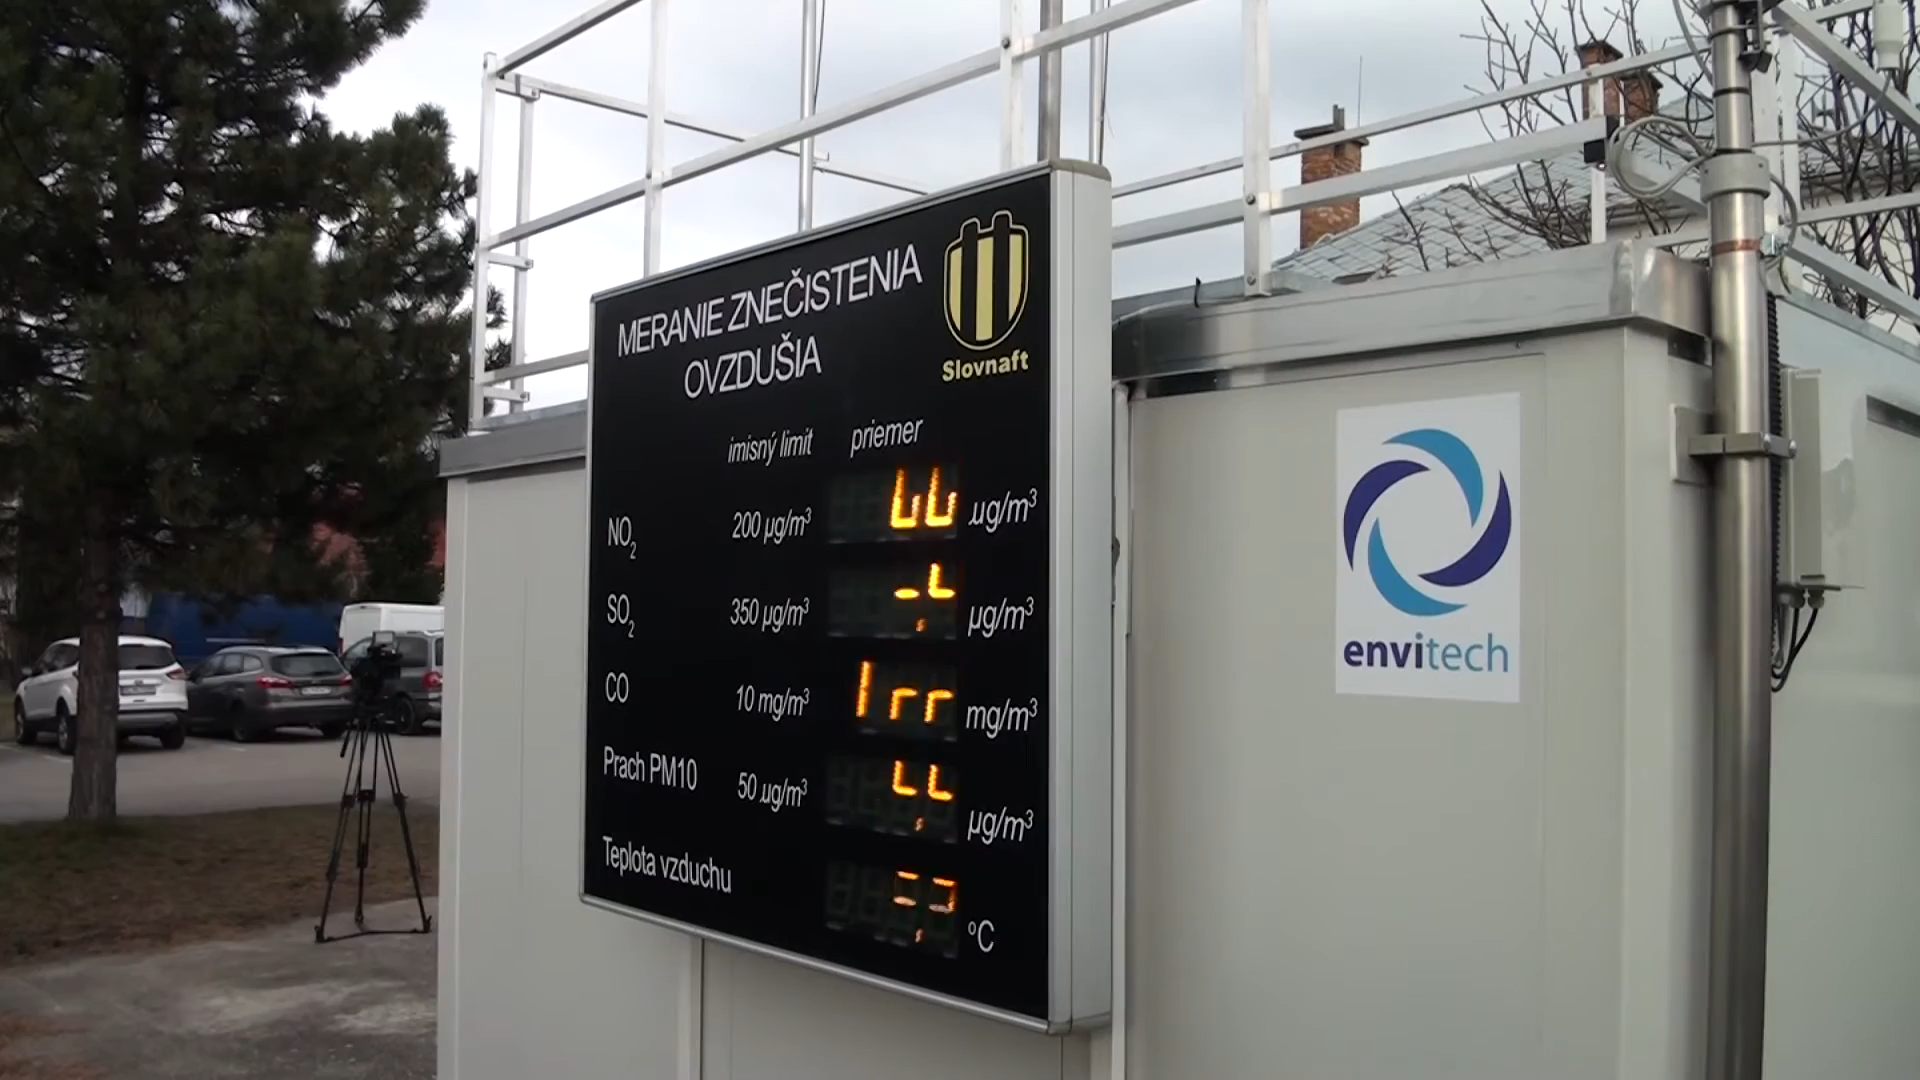 MERANIE ZNEČISTENIA
OVZDUŠIA
Slovnaft
imisný limit priemer
NO2 200 µg/m³ µg/m³
SO2 350 µg/m³ µg/m³
CO 10 mg/m³ mg/m³
Prach PM10 50 µg/m³ µg/m³
Teplota vzduchu °C
envitech